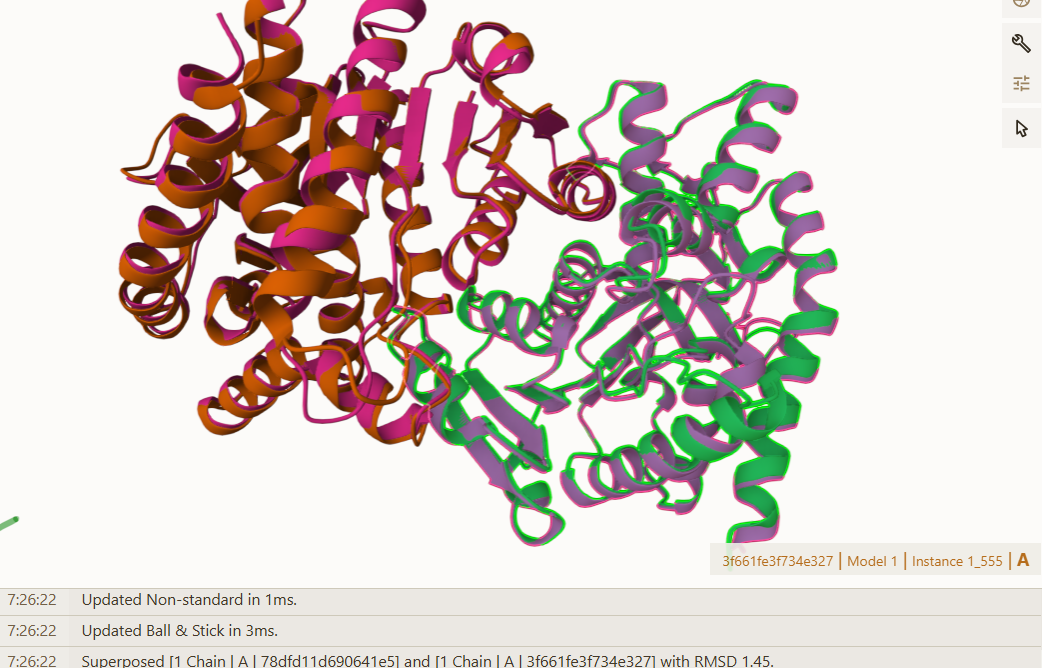 3f661fe3f734e327 | Model 1 | Instance 1_555 | A
7:26:22 Updated Non-standard in 1ms.
7:26:22 Updated Ball & Stick in 3ms.
7:26:22 Superposed [1 Chain | A | 78dfd11d690641e5] and [1 Chain | A | 3f661fe3f734e327] with RMSD 1.45.